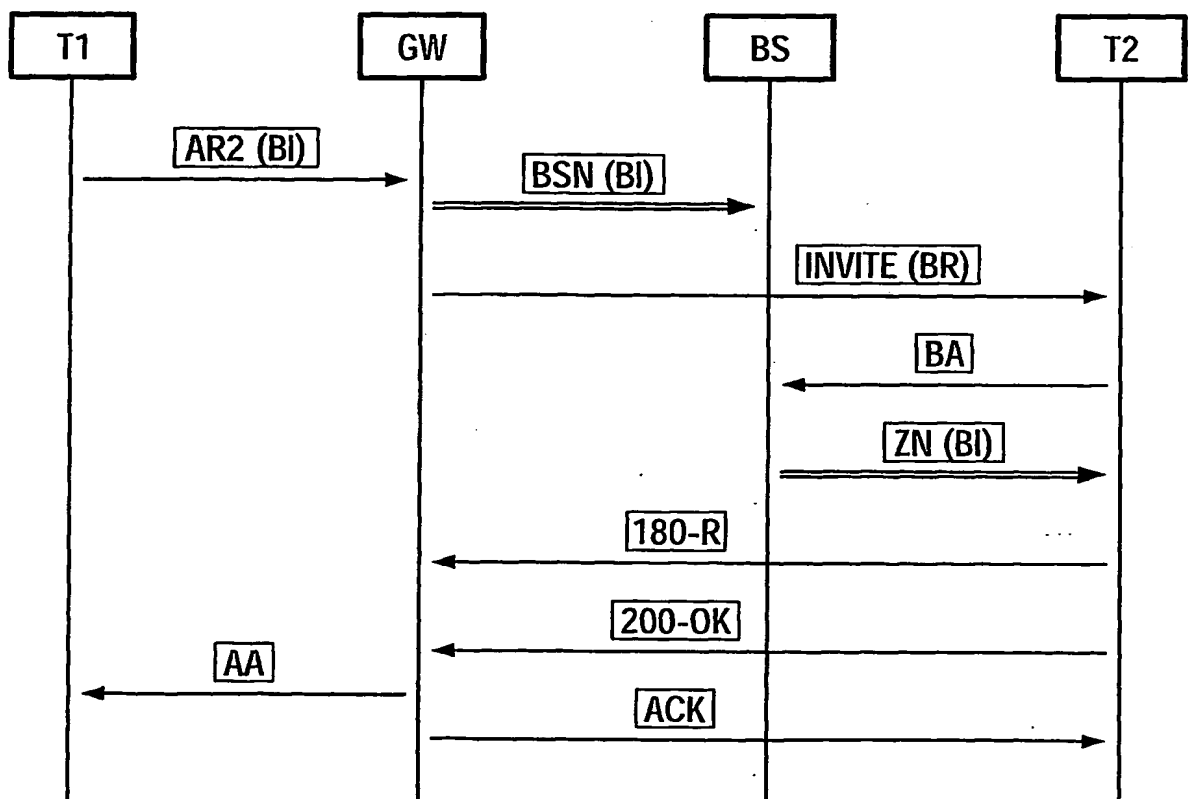 T1 GW BS T2
AR2 (BI)
BSN (BI)
INVITE (BR)
BA
ZN (BI)
180-R
200-OK
AA
ACK